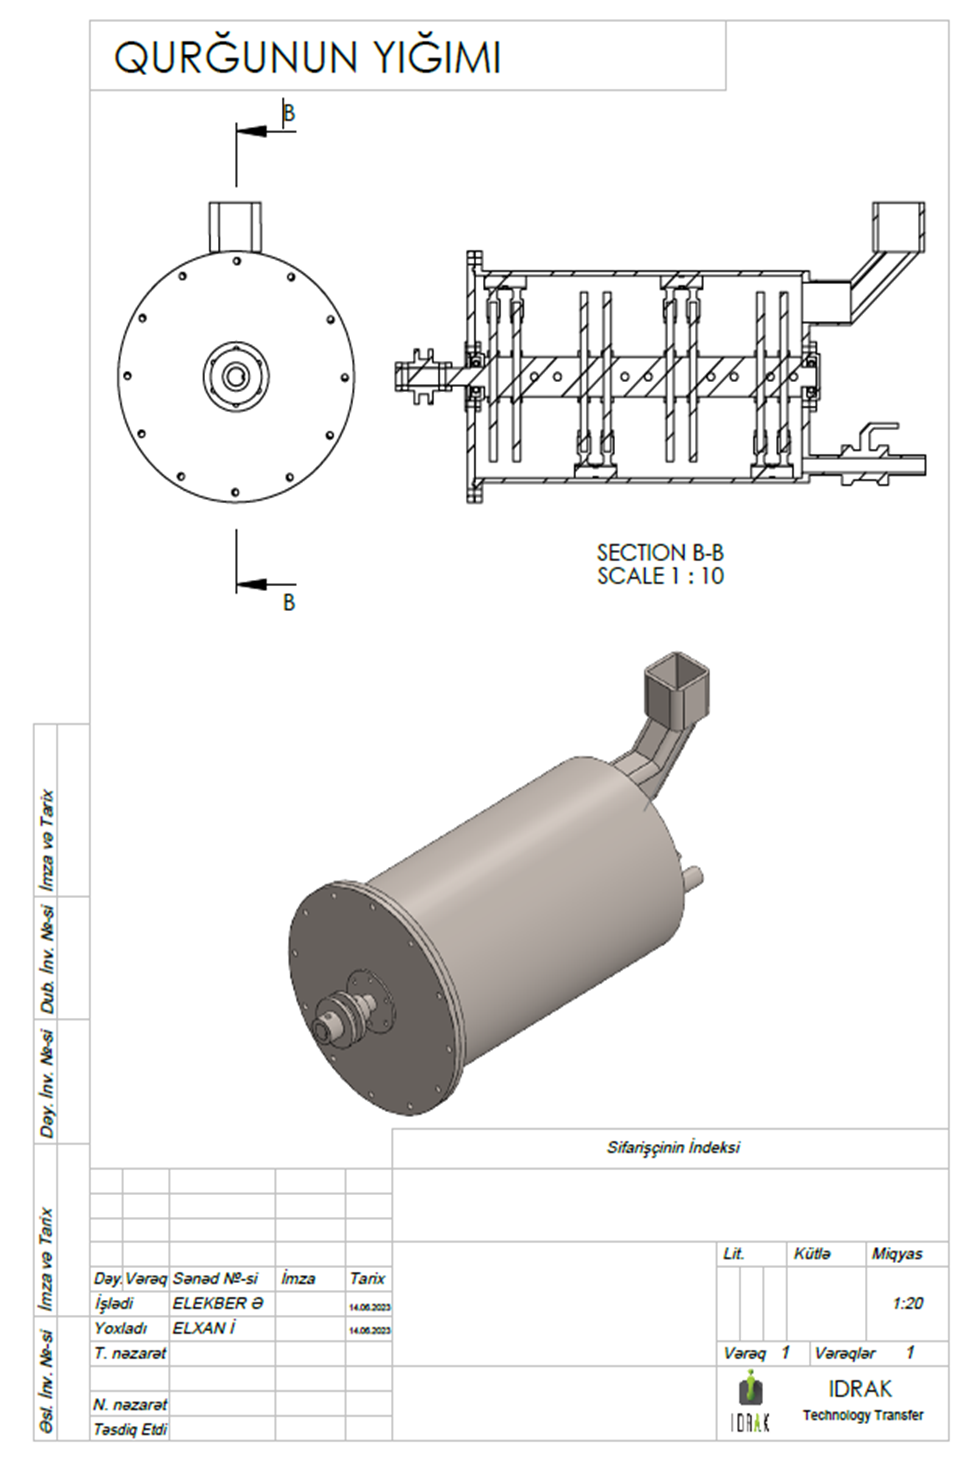 QURĞUNUN YIĞIMI
B
B
SECTION B-B
SCALE 1 : 10
İmza və Tarix
Dub. İnv. №-si
Dəy. İnv. №-si
İmza və Tarix
Əsl. İnv. №-si
Sifarişçinin İndeksi
Lit. Kütlə Miqyas
Dəy. Vərəq Sənəd №-si İmza Tarix
İşlədi ELEKBER Ə 14.06.2023
1:20
Yoxladı ELXAN İ 14.06.2023
T. nəzarət
Vərəq 1 Vərəqlər 1
N. nəzarət
Təsdiq Etdi
IDRAK
IDRAK
Technology Transfer